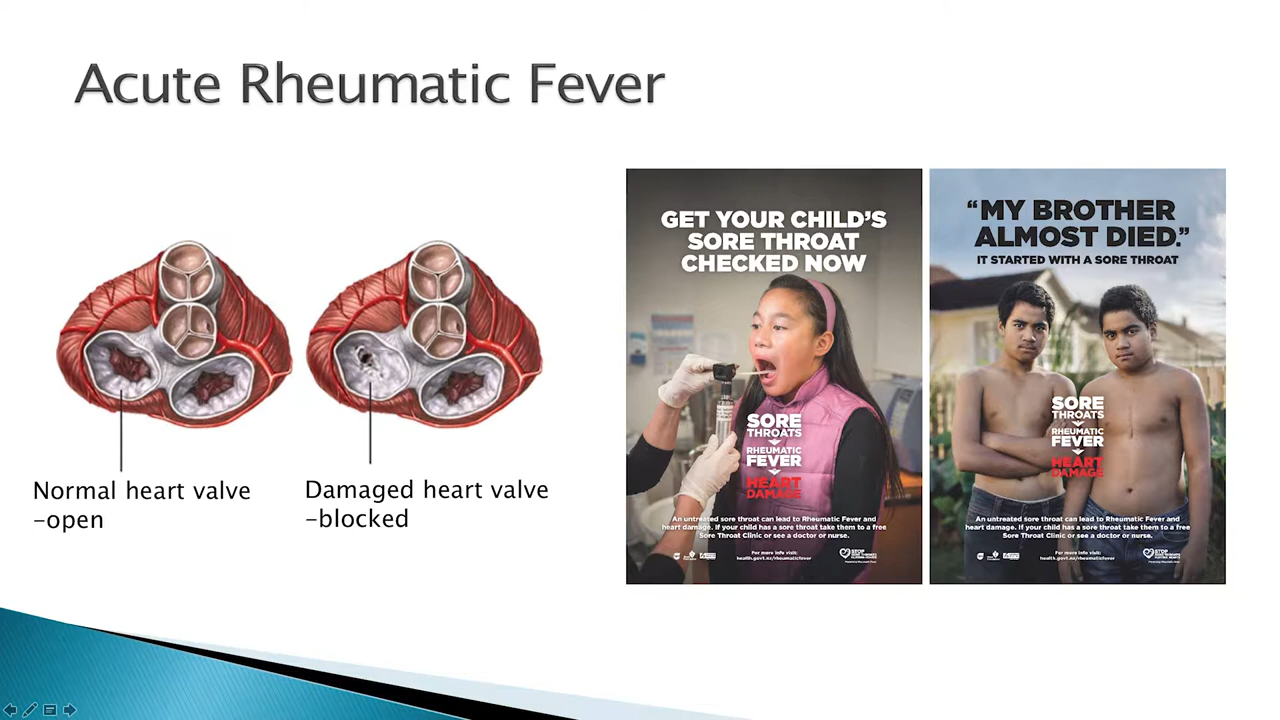 Acute Rheumatic Fever
Normal heart valve
-open
Damaged heart valve
-blocked
GET YOUR CHILD'S
SORE THROAT
CHECKED NOW
SORE
THROATS
RHEUMATIC
FEVER
HEART
DAMAGE
An untreated sore throat can lead to Rheumatic Fever and
heart damage. If your child has a sore throat take them to a free
Sore Throat Clinic or see a doctor or nurse.
For more info visit:
health.govt.nz/rheumaticfever
"MY BROTHER
ALMOST DIED."
IT STARTED WITH A SORE THROAT
SORE
THROATS
RHEUMATIC
FEVER
HEART
DAMAGE
An untreated sore throat can lead to Rheumatic Fever and
heart damage. If your child has a sore throat take them to a free
Sore Throat Clinic or see a doctor or nurse.
For more info visit:
health.govt.nz/rheumaticfever